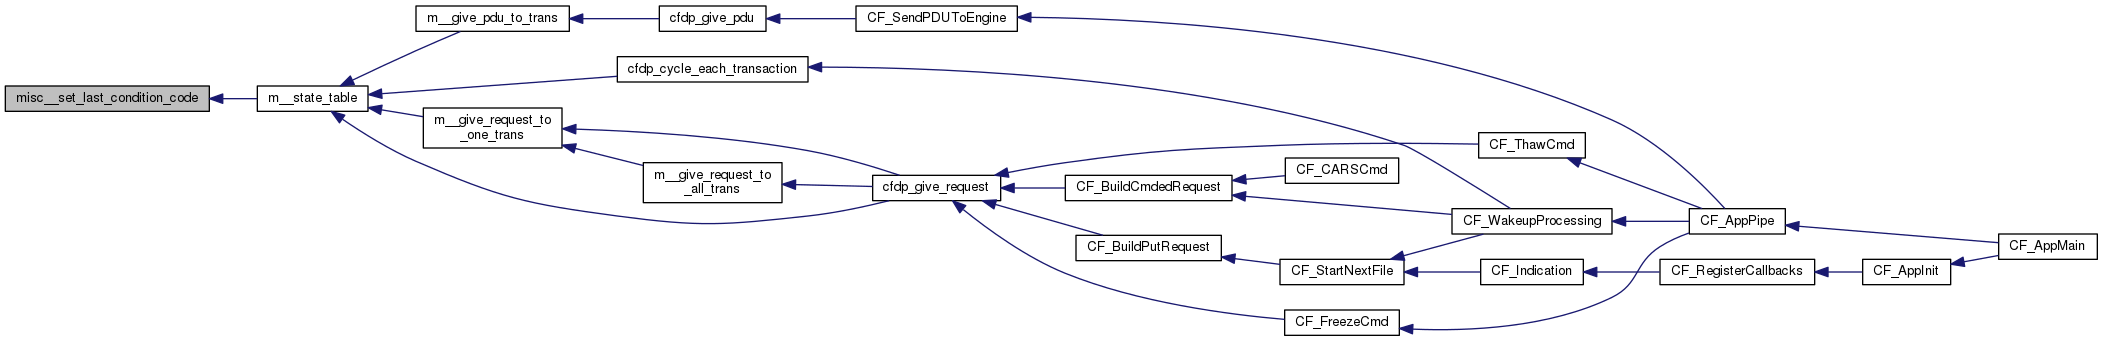 m__give_pdu_to_trans
cfdp_give_pdu
CF_SendPDUToEngine
cfdp_cycle_each_transaction
misc__set_last_condition_code
m__state_table
m__give_request_to
_one_trans
CF_ThawCmd
CF_CARSCmd
m__give_request_to
_all_trans
cfdp_give_request
CF_BuildCmdedRequest
CF_WakeupProcessing
CF_AppPipe
CF_BuildPutRequest
CF_AppMain
CF_StartNextFile
CF_Indication
CF_RegisterCallbacks
CF_AppInit
CF_FreezeCmd